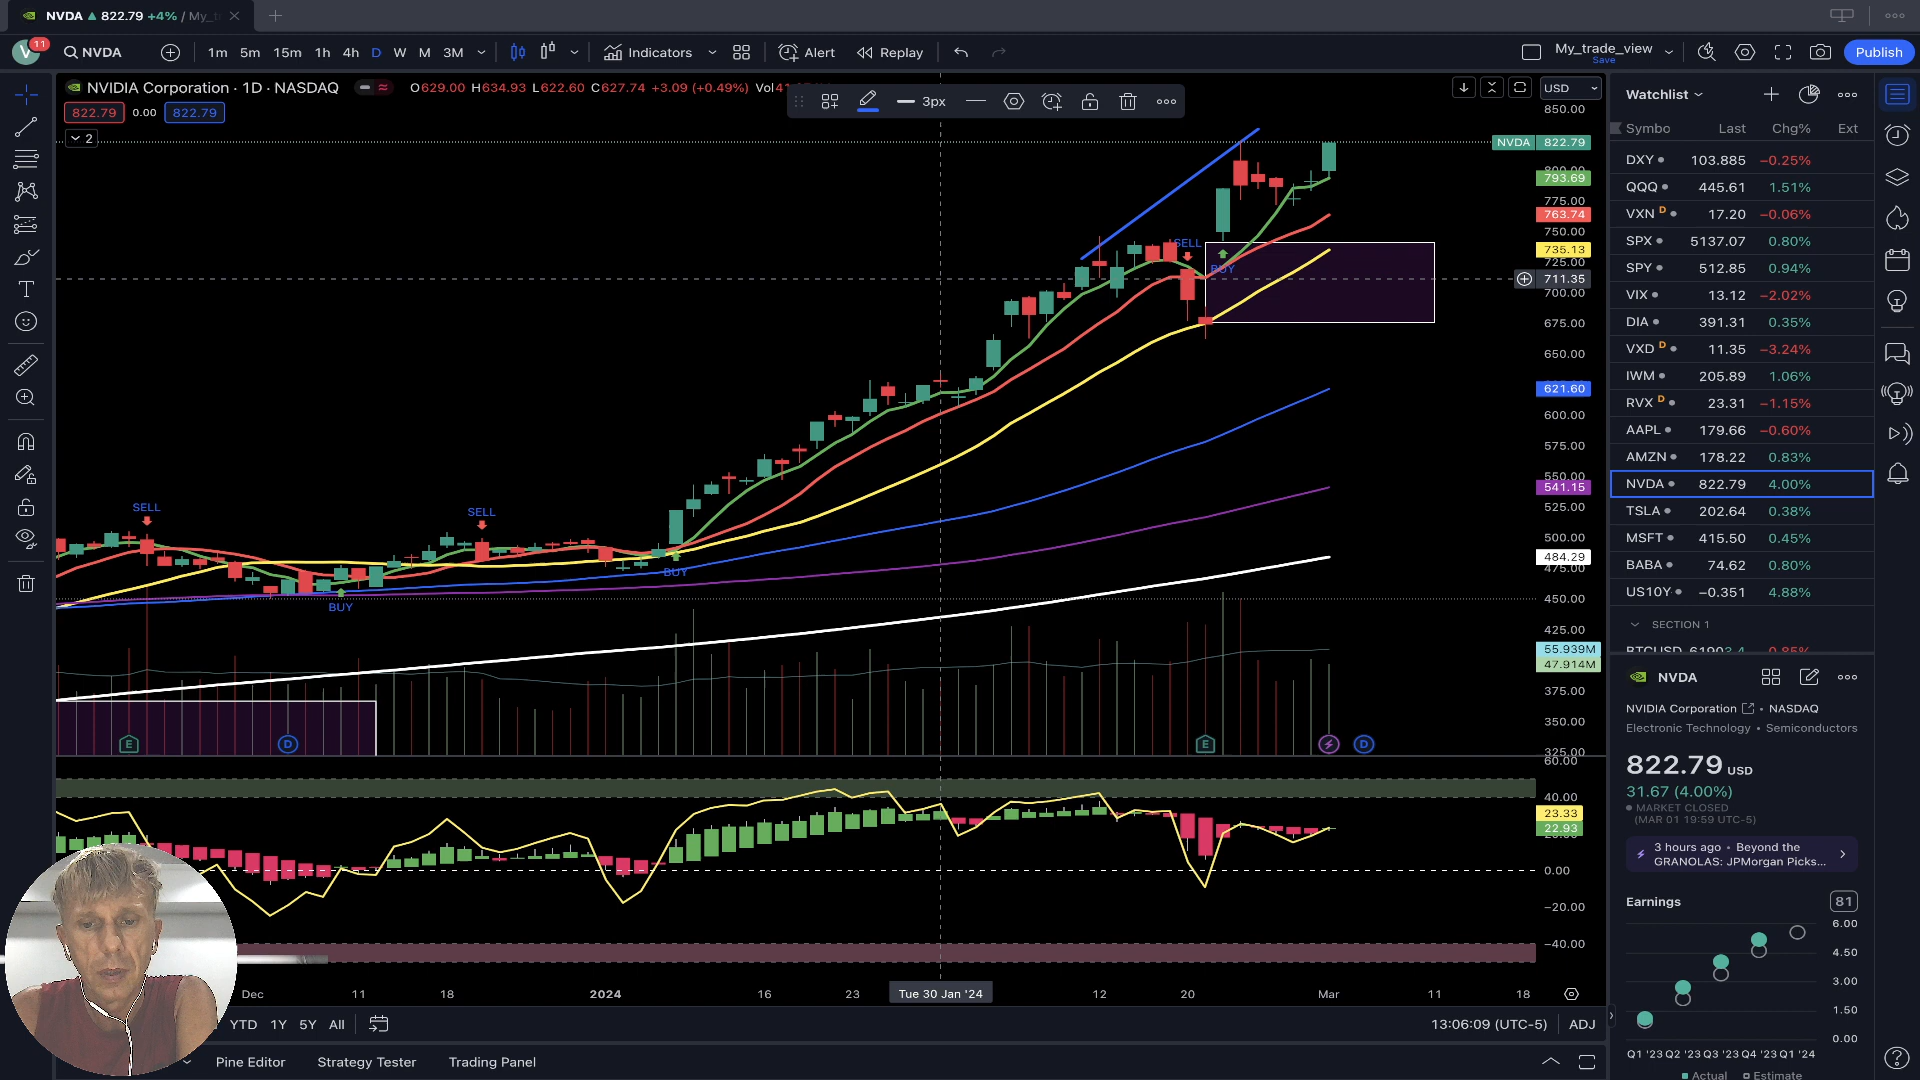 NVDA ▲ 822.79 +4% / My_t
11
NVDA
1m 5m 15m 1h 4h D W M 3M
Indicators
Alert
Replay
My_trade_view
Save
Publish
NVIDIA Corporation · 1D · NASDAQ
O629.00 H634.93 L622.60 C627.74 +3.09 (+0.49%) Vol
822.79 0.00 822.79
2
3px
USD
850.00
NVDA 822.79
793.69
775.00
763.74
750.00
735.13
725.00
711.35
700.00
675.00
650.00
621.60
600.00
575.00
550.00
541.15
525.00
500.00
484.29
475.00
450.00
425.00
55.939M
47.914M
375.00
350.00
325.00
60.00
40.00
23.33
22.93
0.00
−20.00
−40.00
SELL
BUY
SELL
BUY
SELL
BUY
E
D
E
D
Dec 11 18 2024 16 23 Tue 30 Jan '24 12 20 Mar 11 18
YTD 1Y 5Y All
13:06:09 (UTC-5) ADJ
Pine Editor Strategy Tester Trading Panel
Watchlist
Symbo Last Chg% Ext
DXY 103.885 −0.25%
QQQ 445.61 1.51%
VXN D 17.20 −0.06%
SPX 5137.07 0.80%
SPY 512.85 0.94%
VIX 13.12 −2.02%
DIA 391.31 0.35%
VXD D 11.35 −3.24%
IWM 205.89 1.06%
RVX D 23.31 −1.15%
AAPL 179.66 −0.60%
AMZN 178.22 0.83%
NVDA 822.79 4.00%
TSLA 202.64 0.38%
MSFT 415.50 0.45%
BABA 74.62 0.80%
US10Y −0.351 4.88%
SECTION 1
NVDA
NVIDIA Corporation • NASDAQ
Electronic Technology • Semiconductors
822.79 USD
31.67 (4.00%)
MARKET CLOSED
(MAR 01 19:59 UTC-5)
3 hours ago • Beyond the
GRANOLAS: JPMorgan Picks...
Earnings 81
6.00
4.50
3.00
1.50
0.00
Q1 '23 Q2 '23 Q3 '23 Q4 '23 Q1 '24
Actual Estimate